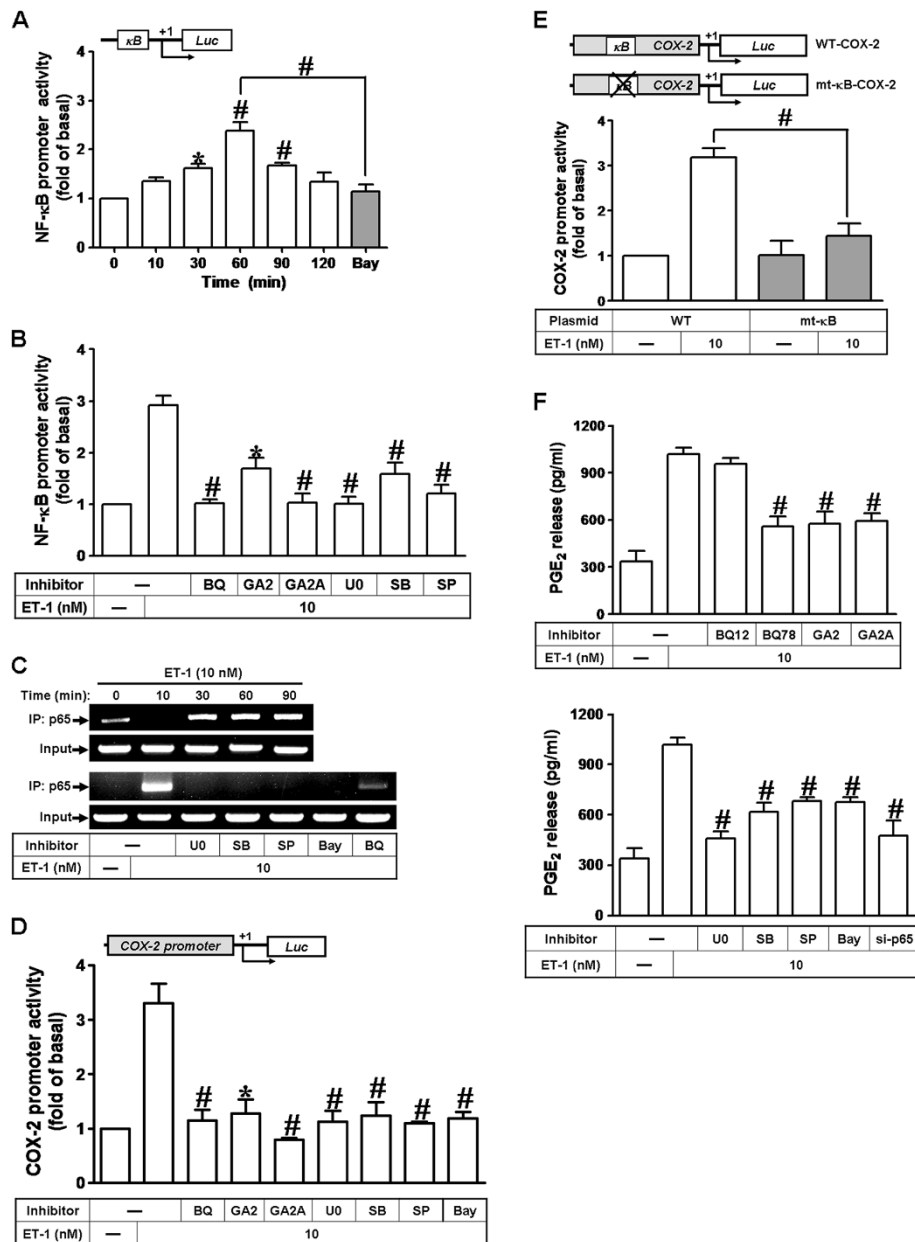 A
κB
+1
Luc
NF-κB promoter activity
(fold of basal)
4
3
2
1
0
#
*
#
#
0 10 30 60 90 120 Bay
Time (min)
B
NF-κB promoter activity
(fold of basal)
4
3
2
1
0
# * # # # #
Inhibitor — BQ GA2 GA2A U0 SB SP
ET-1 (nM) — 10
C
ET-1 (10 nM)
Time (min): 0 10 30 60 90
IP: p65
Input
IP: p65
Input
Inhibitor — U0 SB SP Bay BQ
ET-1 (nM) — 10
D
COX-2 promoter
+1
Luc
COX-2 promoter activity
(fold of basal)
4
3
2
1
0
# * # # # # #
Inhibitor — BQ GA2 GA2A U0 SB SP Bay
ET-1 (nM) — 10
E
κB COX-2 +1 Luc WT-COX-2
κB COX-2 +1 Luc mt-κB-COX-2
COX-2 promoter activity
(fold of basal)
4
3
2
1
0
#
Plasmid WT mt-κB
ET-1 (nM) — 10 — 10
F
PGE2 release (pg/ml)
1200
900
600
300
0
# # #
Inhibitor — BQ12 BQ78 GA2 GA2A
ET-1 (nM) — 10
PGE2 release (pg/ml)
1200
900
600
300
0
# # # # #
Inhibitor — U0 SB SP Bay si-p65
ET-1 (nM) — 10